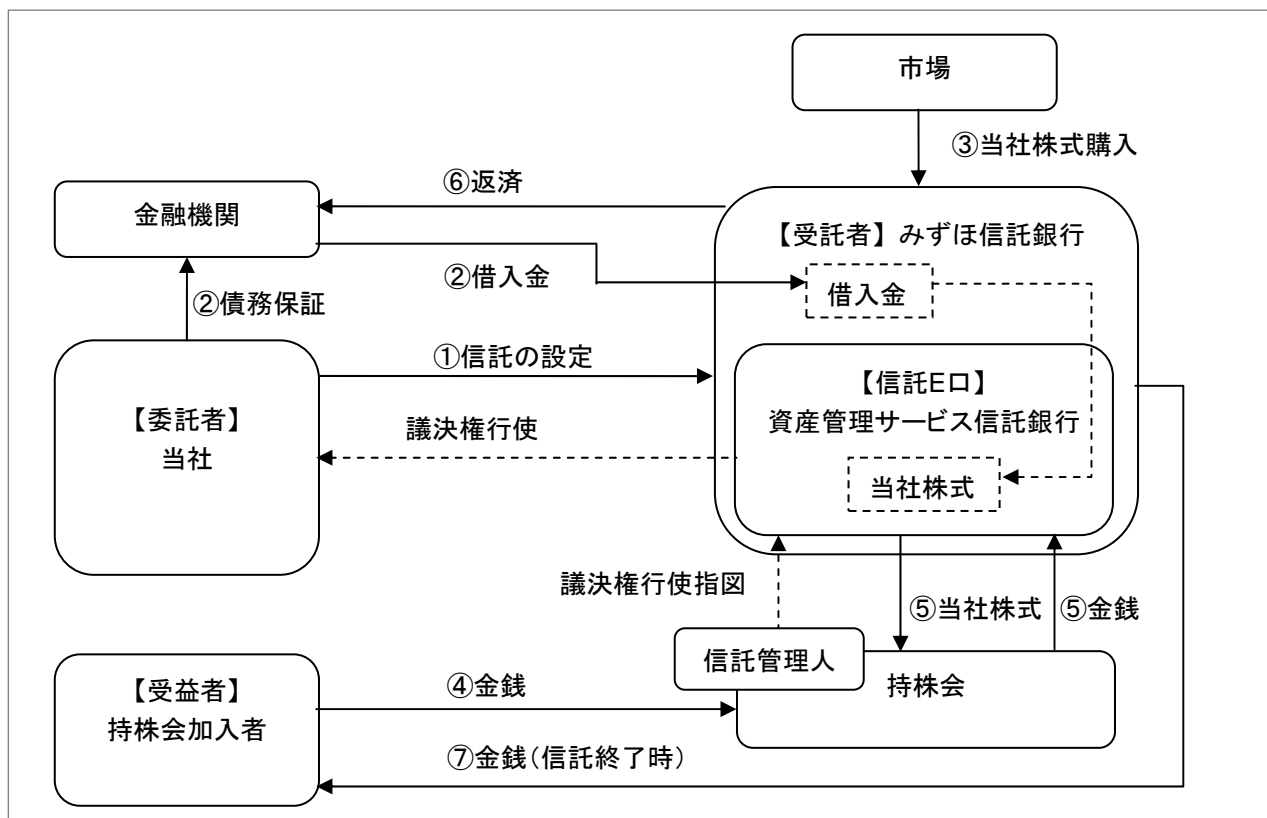 市場
③当社株式購入
⑥返済
金融機関
【受託者】みずほ信託銀行
②借入金
借入金
②債務保証
①信託の設定
【信託E口】
資産管理サービス信託銀行
【委託者】
当社
議決権行使
当社株式
議決権行使指図
⑤当社株式
⑤金銭
信託管理人
持株会
【受益者】
持株会加入者
④金銭
⑦金銭(信託終了時)